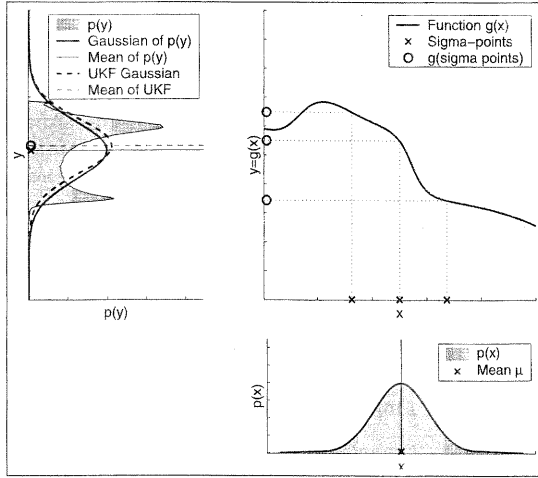 p(y)
Gaussian of p(y)
Mean of p(y)
UKF Gaussian
Mean of UKF
y
p(y)
Function g(x)
Sigma-points
g(sigma points)
y=g(x)
x
p(x)
Mean μ
p(x)
x